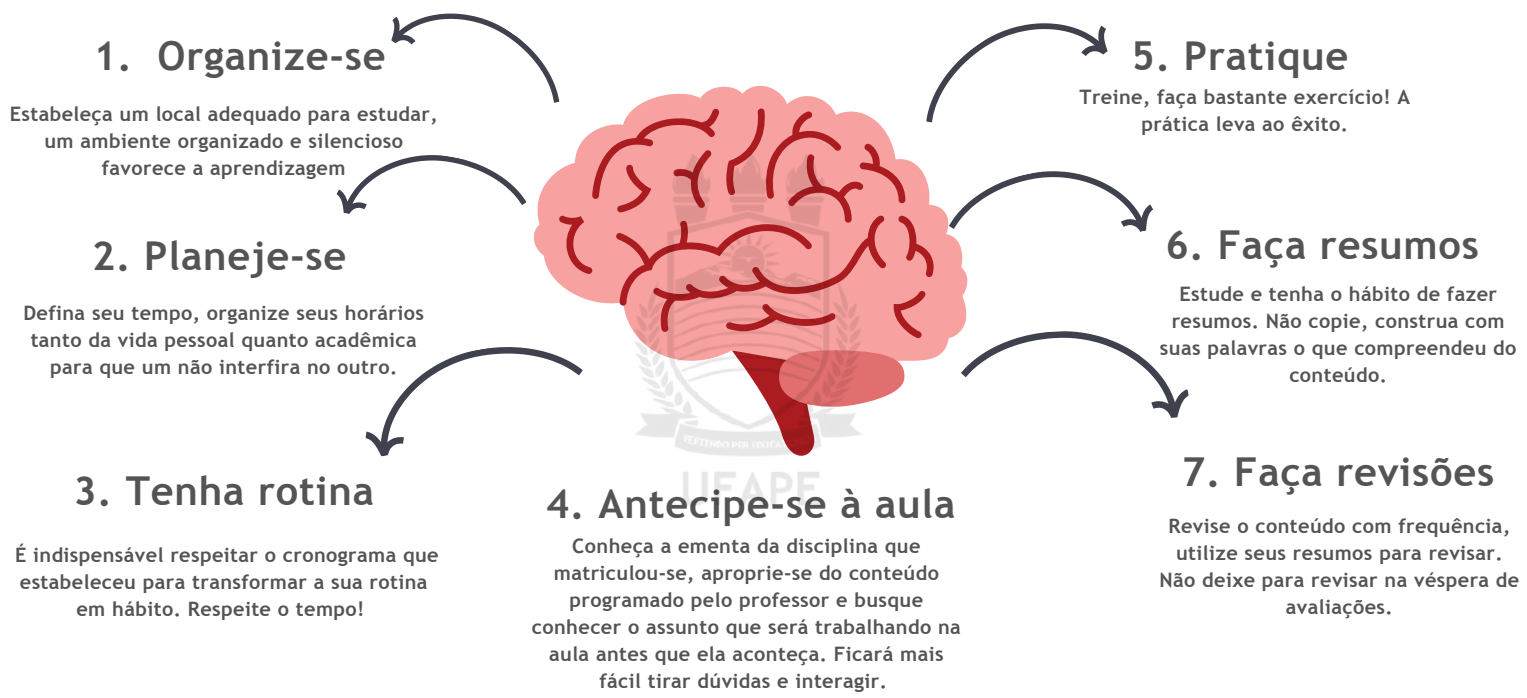 1. Organize-se
Estabeleça um local adequado para estudar,
um ambiente organizado e silencioso
favorece a aprendizagem
2. Planeje-se
Defina seu tempo, organize seus horários
tanto da vida pessoal quanto acadêmica
para que um não interfira no outro.
3. Tenha rotina
É indispensável respeitar o cronograma que
estabeleceu para transformar a sua rotina
em hábito. Respeite o tempo!
UFAPE
4. Antecipe-se à aula
Conheça a ementa da disciplina que
matriculou-se, aproprie-se do conteúdo
programado pelo professor e busque
conhecer o assunto que será trabalhando na
aula antes que ela aconteça. Ficará mais
fácil tirar dúvidas e interagir.
5. Pratique
Treine, faça bastante exercício! A
prática leva ao êxito.
6. Faça resumos
Estude e tenha o hábito de fazer
resumos. Não copie, construa com
suas palavras o que compreendeu do
conteúdo.
7. Faça revisões
Revise o conteúdo com frequência,
utilize seus resumos para revisar.
Não deixe para revisar na véspera de
avaliações.